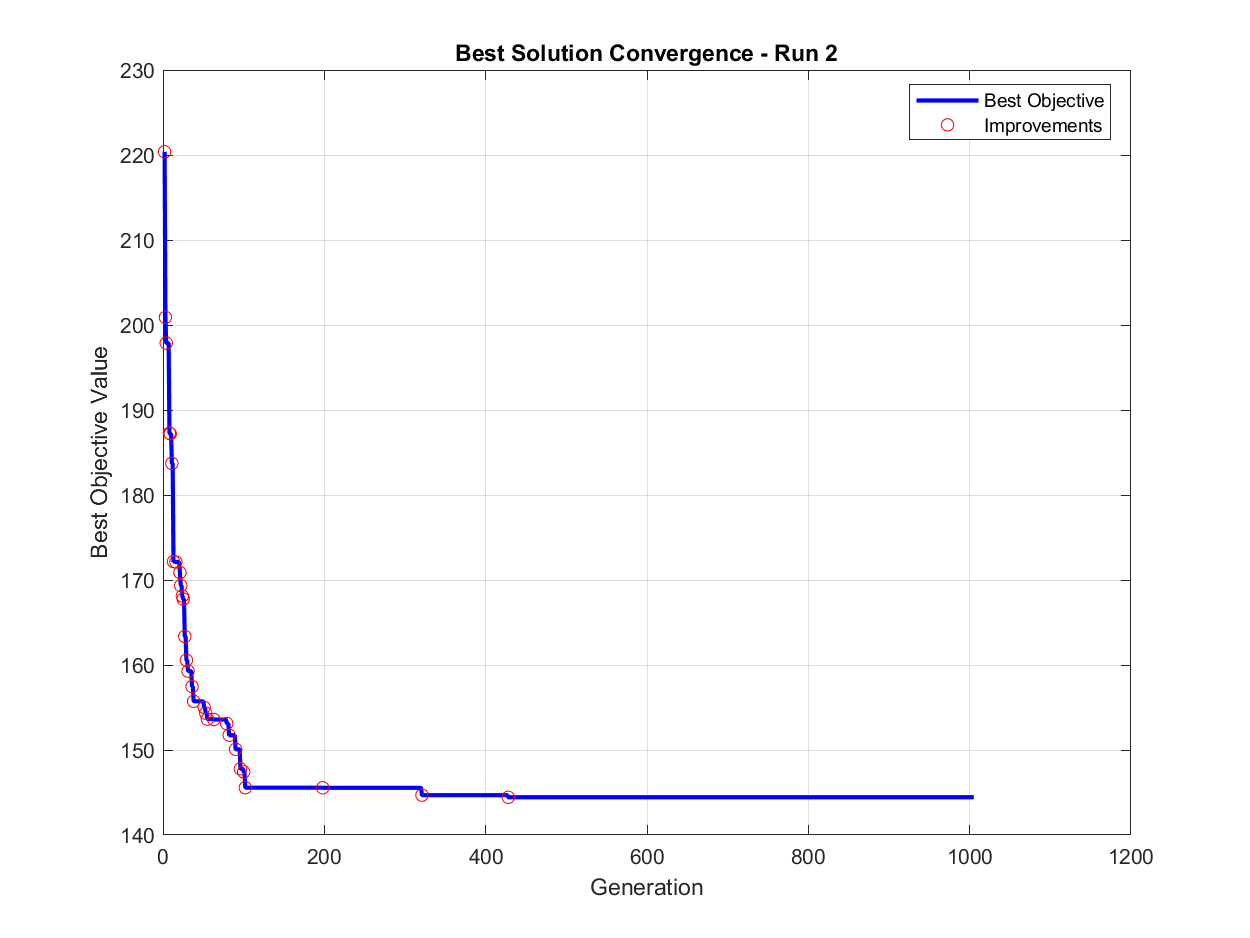 Best Solution Convergence - Run 2
230
220
210
200
190
180
170
160
150
140
Best Objective Value
Best Objective
Improvements
0 200 400 600 800 1000 1200
Generation